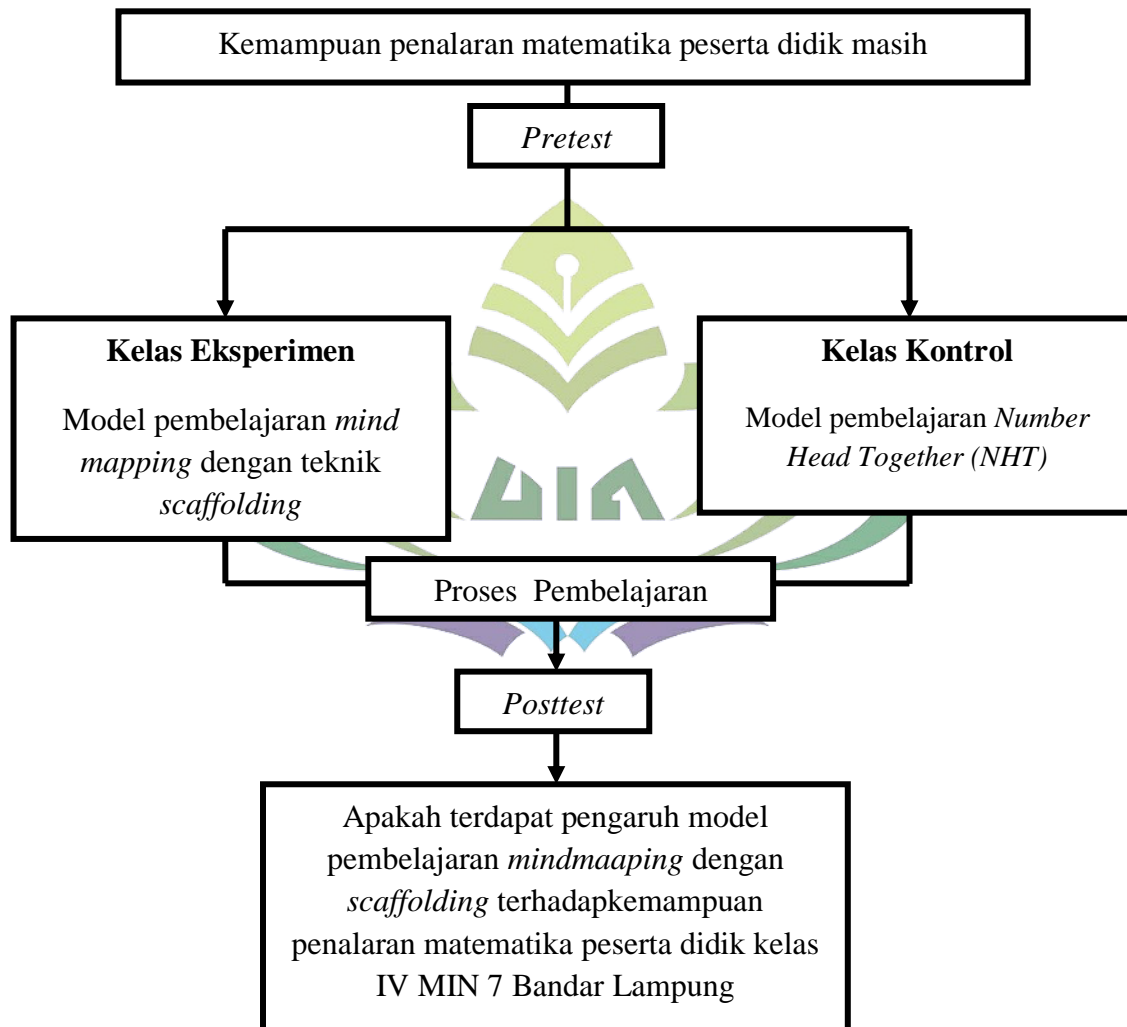 Kemampuan penalaran matematika peserta didik masih
Pretest
Kelas Eksperimen
Model pembelajaran mind
mapping dengan teknik
scaffolding
Kelas Kontrol
Model pembelajaran Number
Head Together (NHT)
UIN
Proses Pembelajaran
Posttest
Apakah terdapat pengaruh model
pembelajaran mindmaaping dengan
scaffolding terhadapkemampuan
penalaran matematika peserta didik kelas
IV MIN 7 Bandar Lampung